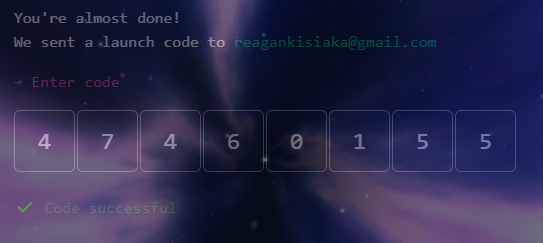 You're almost done!
We sent a launch code to reagankisiaka@gmail.com
→ Enter code*
4 7 4 6 0 1 5 5
✓ Code successful